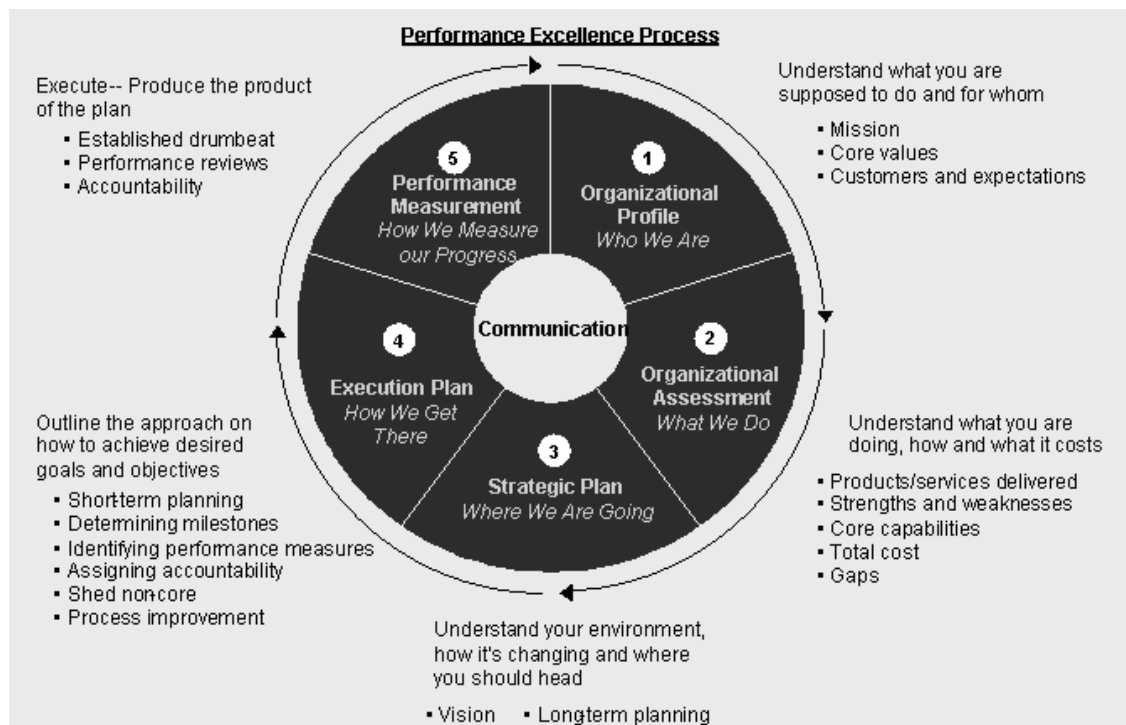 Performance Excellence Process
Execute-- Produce the product
of the plan
▪ Established drumbeat
▪ Performance reviews
▪ Accountability
Understand what you are
supposed to do and for whom
▪ Mission
▪ Core values
▪ Customers and expectations
5
Performance
Measurement
How We Measure
our Progress
1
Organizational
Profile
Who We Are
Communication
2
Organizational
Assessment
What We Do
4
Execution Plan
How We Get
There
3
Strategic Plan
Where We Are Going
Outline the approach on
how to achieve desired
goals and objectives
▪ Short-term planning
▪ Determining milestones
▪ Identifying performance measures
▪ Assigning accountability
▪ Shed non-core
▪ Process improvement
Understand what you are
doing, how and what it costs
▪ Products/services delivered
▪ Strengths and weaknesses
▪ Core capabilities
▪ Total cost
▪ Gaps
Understand your environment,
how it's changing and where
you should head
▪ Vision ▪ Long-term planning